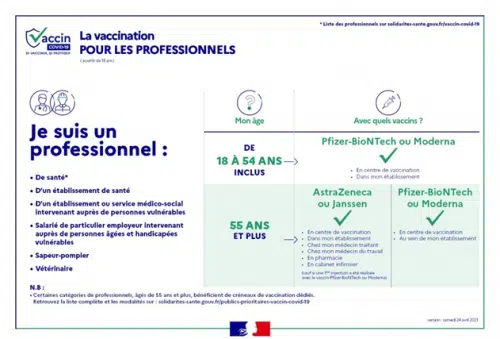 * Liste des professionnels sur solidarites-sante.gouv.fr/vaccin-covid-19
Vaccin
COVID-19
SE VACCINER, SE PROTÉGER
La vaccination
POUR LES PROFESSIONNELS
(à partir de 18 ans)
Mon âge
Avec quels vaccins ?
Je suis un
professionnel :
• De santé*
• D'un établissement de santé
• D'un établissement ou service médico-social
intervenant auprès de personnes vulnérables
• Salarié de particulier employeur intervenant
auprès de personnes âgées et handicapées
vulnérables
• Sapeur-pompier
• Vétérinaire
DE
18 À 54 ANS
INCLUS
Pfizer-BioNTech ou Moderna
• En centre de vaccination
• Dans mon établissement
55 ANS
ET PLUS
AstraZeneca
ou Janssen
• En centre de vaccination
• Dans mon établissement
• Chez mon médecin traitant
• Chez mon médecin du travail
• En pharmacie
• En cabinet infirmier
(sauf si une 1ère injection a été réalisée
avec le vaccin Pfizer-BioNTech ou Moderna)
Pfizer-BioNTech
ou Moderna
• En centre de vaccination
• Au sein de mon établissement
N.B :
• Certaines catégories de professionnels, âgés de 55 ans et plus, bénéficient de créneaux de vaccination dédiés.
Retrouvez la liste complète et les modalités sur : solidarites-sante.gouv.fr/publics-prioritaires-vaccin-covid-19
version : samedi 24 avril 2021